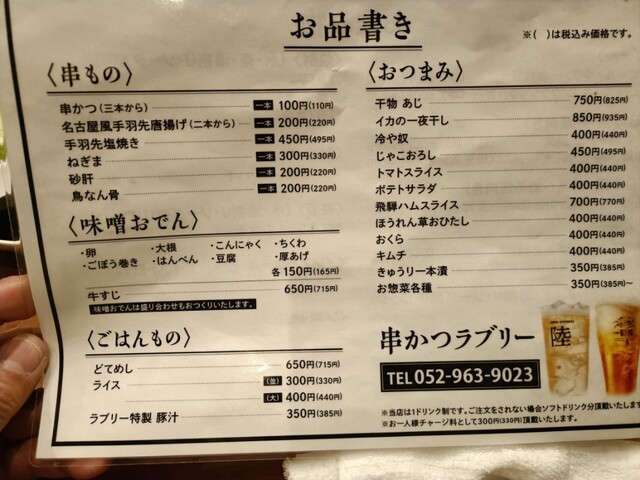 お品書き
※( )は税込み価格です。
〈串もの〉
串かつ(三本から) 一本 100円(110円)
名古屋風手羽先唐揚げ(二本から) 一本 200円(220円)
手羽先塩焼き 一本 450円(495円)
ねぎま 一本 300円(330円)
砂肝 一本 200円(220円)
鳥なん骨 一本 200円(220円)
〈味噌おでん〉
・卵 ・大根 ・こんにゃく ・ちくわ
・ごぼう巻き ・はんぺん ・豆腐 ・厚あげ
各150円(165円)
牛すじ 650円(715円)
味噌おでんは盛り合わせもおつくりいたします。
〈ごはんもの〉
どてめし 650円(715円)
ライス (並) 300円(330円)
(大) 400円(440円)
ラブリー特製 豚汁 350円(385円)
〈おつまみ〉
干物 あじ 750円(825円)
イカの一夜干し 850円(935円)
冷や奴 400円(440円)
じゃこおろし 450円(495円)
トマトスライス 400円(440円)
ポテトサラダ 400円(440円)
飛騨ハムスライス 700円(770円)
ほうれん草おひたし 400円(440円)
おくら 400円(440円)
キムチ 400円(440円)
きゅうり一本漬 350円(385円)
お惣菜各種 350円(385円)〜
串かつラブリー
TEL 052-963-9023
陸
※当店は1ドリンク制です。ご注文をされない場合ソフトドリンク分頂戴いたします
※お一人様チャージ料として300円(330円)頂戴いたします。